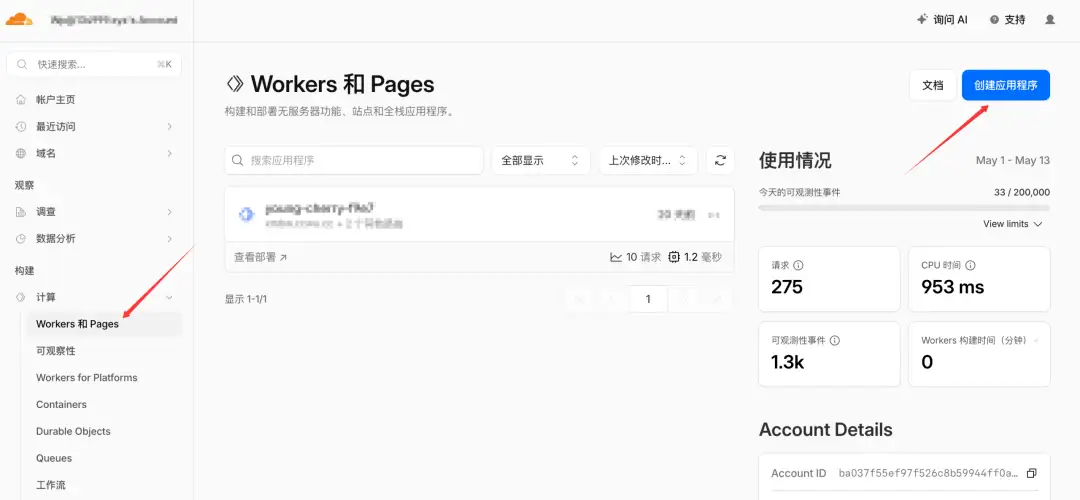 询问 AI
支持
快速搜索...
⌘K
帐户主页
最近访问
域名
观察
调查
数据分析
构建
计算
Workers 和 Pages
可观察性
Workers for Platforms
Containers
Durable Objects
Queues
工作流
Workers 和 Pages
构建和部署无服务器功能、站点和全栈应用程序。
文档
创建应用程序
搜索应用程序
全部显示
上次修改时...
查看部署
10 请求
1.2 毫秒
显示 1-1/1
1
使用情况
May 1 - May 13
今天的可观测性事件
33 / 200,000
View limits
请求
275
CPU 时间
953 ms
可观测性事件
1.3k
Workers 构建时间（分钟）
0
Account Details
Account ID
ba037f55ef97f526c8b59944ff0a...